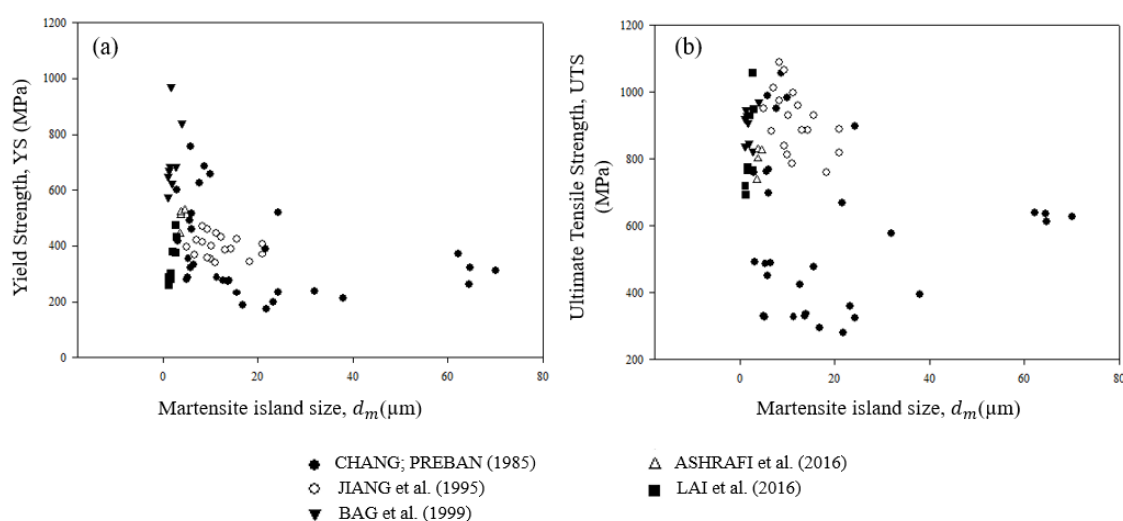 (a)
Yield Strength, YS (MPa)
1200
1000
800
600
400
200
0
0 20 40 60 80
Martensite island size, d_m(µm)
(b)
Ultimate Tensile Strength, UTS
(MPa)
1200
1000
800
600
400
200
0 20 40 60 80
Martensite island size, d_m(µm)
CHANG; PREBAN (1985)
JIANG et al. (1995)
BAG et al. (1999)
ASHRAFI et al. (2016)
LAI et al. (2016)